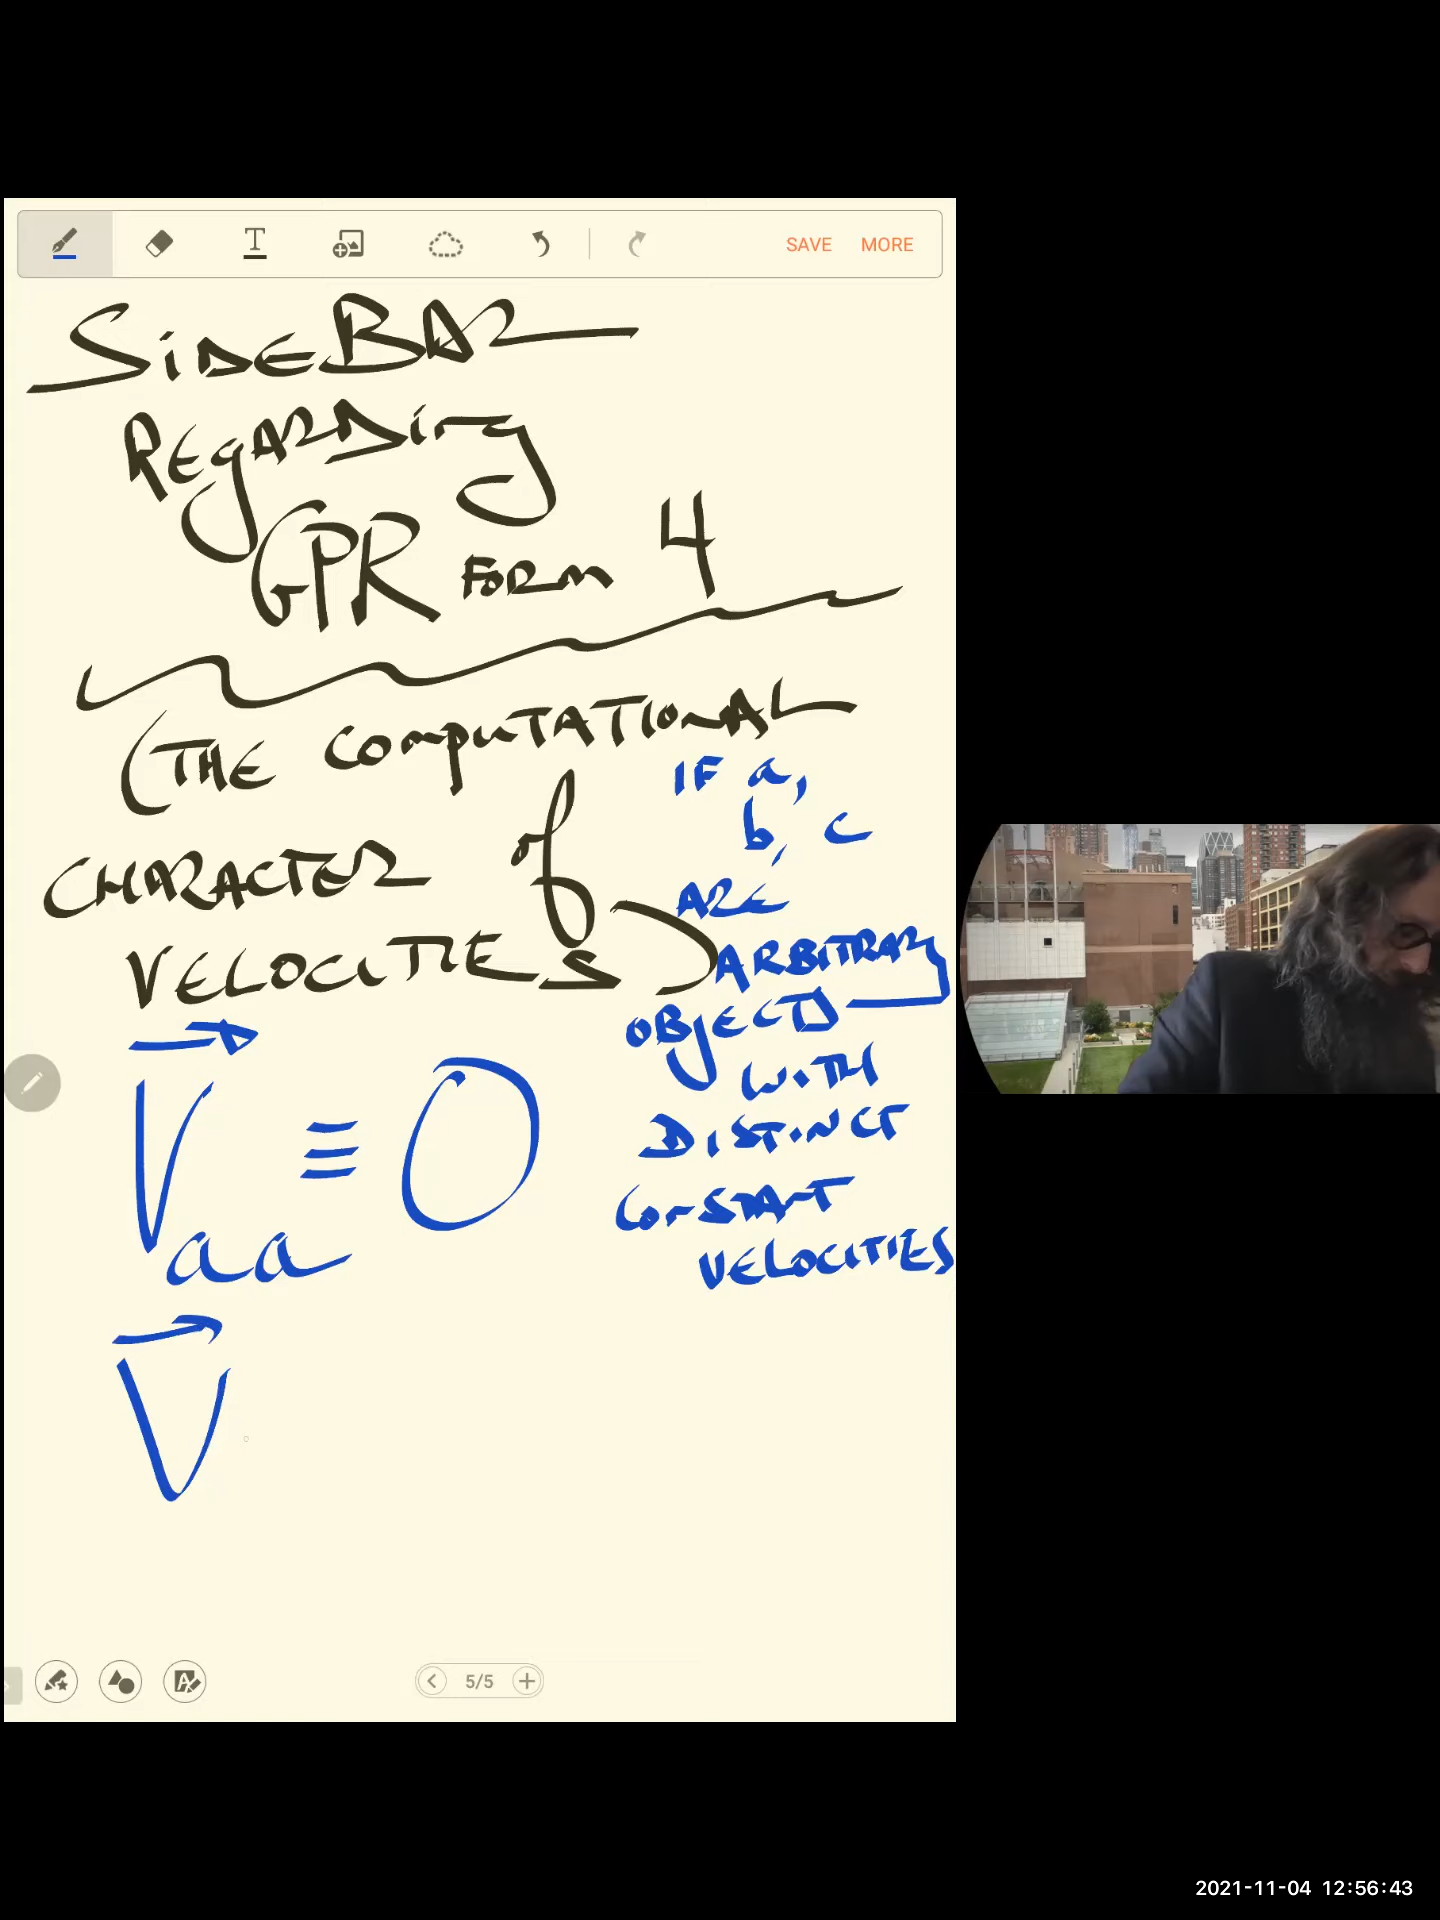 T
SAVE MORE
SIDEBAR
REGARDING
GPR FORM 4
(THE COMPUTATIONAL
CHARACTER of
VELOCITIES)
IF a,
b, c
ARE
ARBITRARY
OBJECTS
WITH
DISTINCT
CONSTANT
VELOCITIES
V aa ≡ 0
V
5/5
2021-11-04 12:56:43